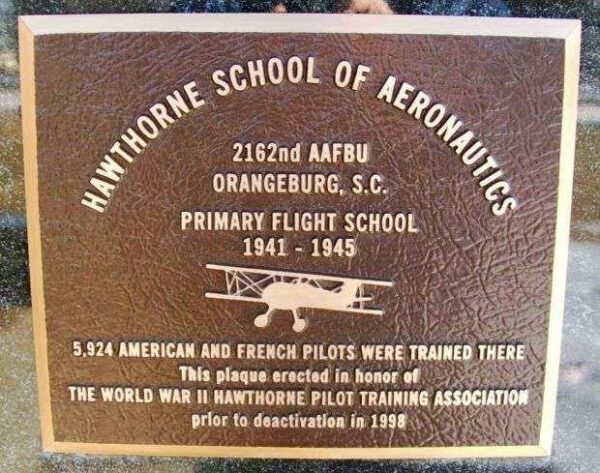 HAWTHORNE SCHOOL OF AERONAUTICS
2162nd AAFBU
ORANGEBURG, S.C.
PRIMARY FLIGHT SCHOOL
1941 - 1945
5,924 AMERICAN AND FRENCH PILOTS WERE TRAINED THERE
This plaque erected in honor of
THE WORLD WAR II HAWTHORNE PILOT TRAINING ASSOCIATION
prior to deactivation in 1998